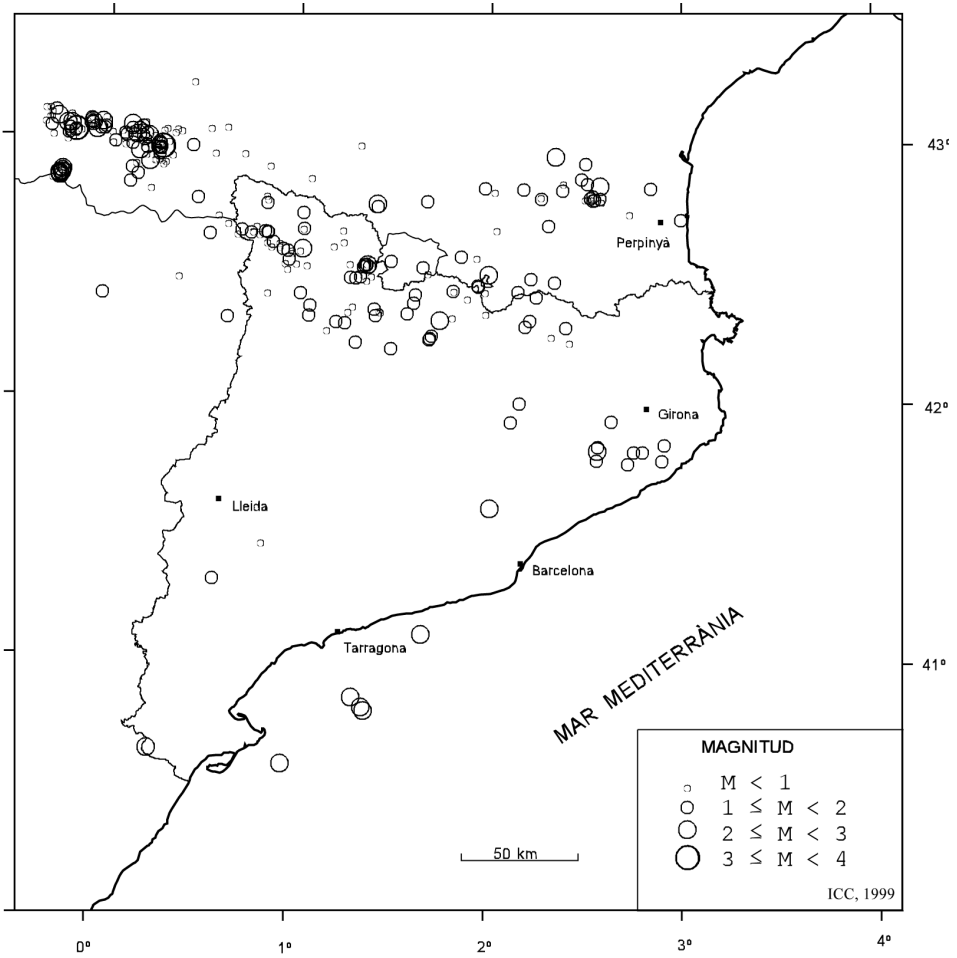 43º
Perpinyà
Girona
42º
Lleida
Barcelona
Tarragona
41º
MAR MEDITERRÀNIA
MAGNITUD
M < 1
1 ≤ M < 2
2 ≤ M < 3
3 ≤ M < 4
50 km
ICC, 1999
0º 1º 2º 3º 4º